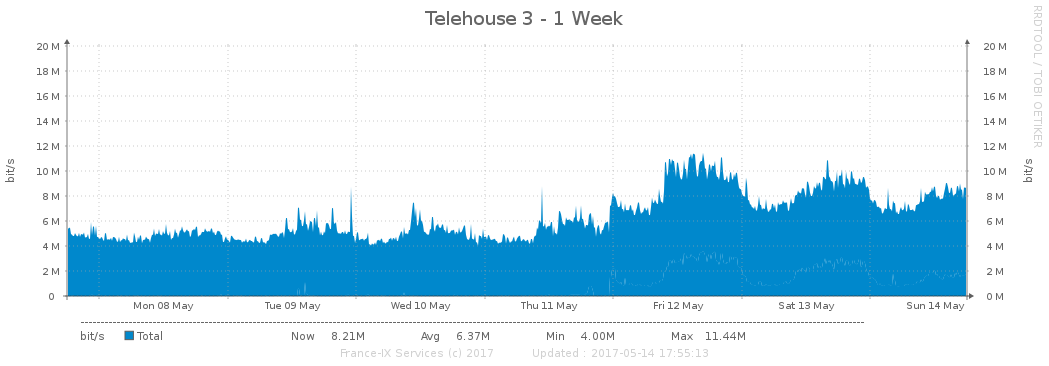 Telehouse 3 - 1 Week
RRDTOOL / TOBI OETIKER
bit/s
20 M
18 M
16 M
14 M
12 M
10 M
8 M
6 M
4 M
2 M
0
20 M
18 M
16 M
14 M
12 M
10 M
8 M
6 M
4 M
2 M
0 M
bit/s
Mon 08 May Tue 09 May Wed 10 May Thu 11 May Fri 12 May Sat 13 May Sun 14 May
bit/s Total Now 8.21M Avg 6.37M Min 4.00M Max 11.44M
France-IX Services (c) 2017 Updated : 2017-05-14 17:55:13